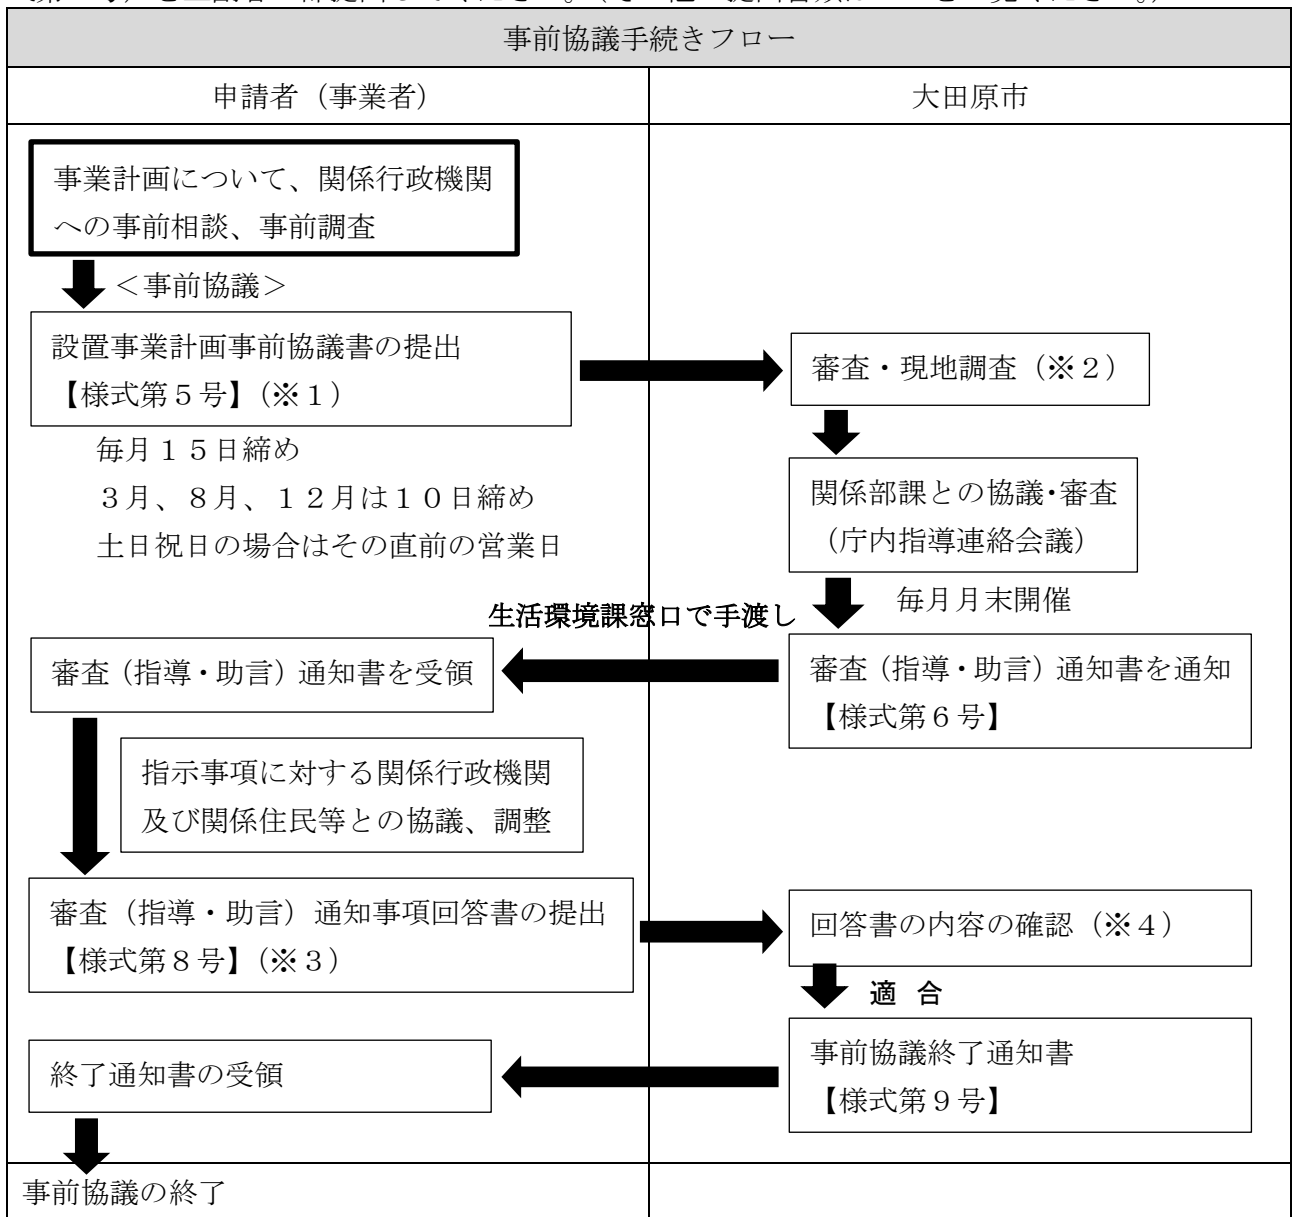 事前協議手続きフロー
申請者（事業者）
大田原市
事業計画について、関係行政機関
への事前相談、事前調査
＜事前協議＞
設置事業計画事前協議書の提出
【様式第５号】（※１）
毎月１５日締め
３月、８月、１２月は１０日締め
土日祝日の場合はその直前の営業日
審査・現地調査（※２）
関係部課との協議・審査
（庁内指導連絡会議）
毎月月末開催
生活環境課窓口で手渡し
審査（指導・助言）通知書を通知
【様式第６号】
審査（指導・助言）通知書を受領
指示事項に対する関係行政機関
及び関係住民等との協議、調整
審査（指導・助言）通知事項回答書の提出
【様式第８号】（※３）
回答書の内容の確認（※４）
適 合
事前協議終了通知書
【様式第９号】
終了通知書の受領
事前協議の終了